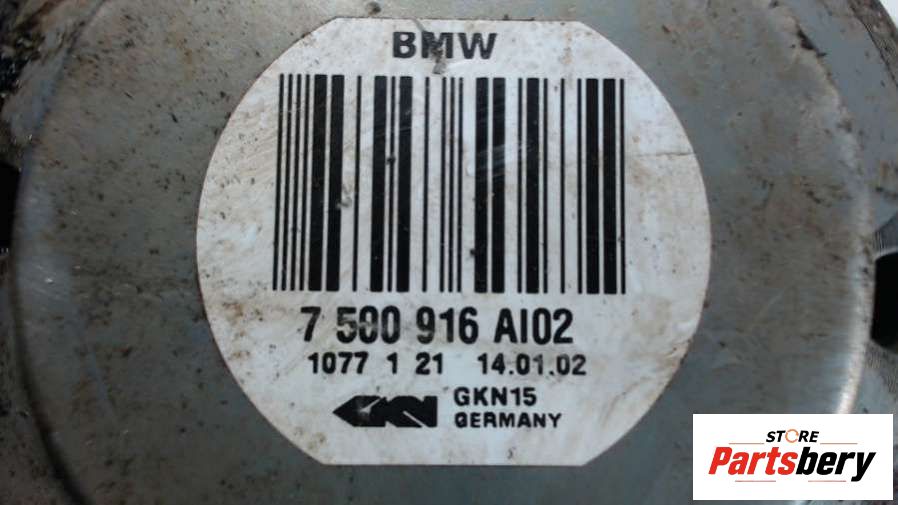 BMW
7 500 916 AI02
1077 1 21 14.01.02
GKN GKN15
GERMANY
STORE
Partsbery